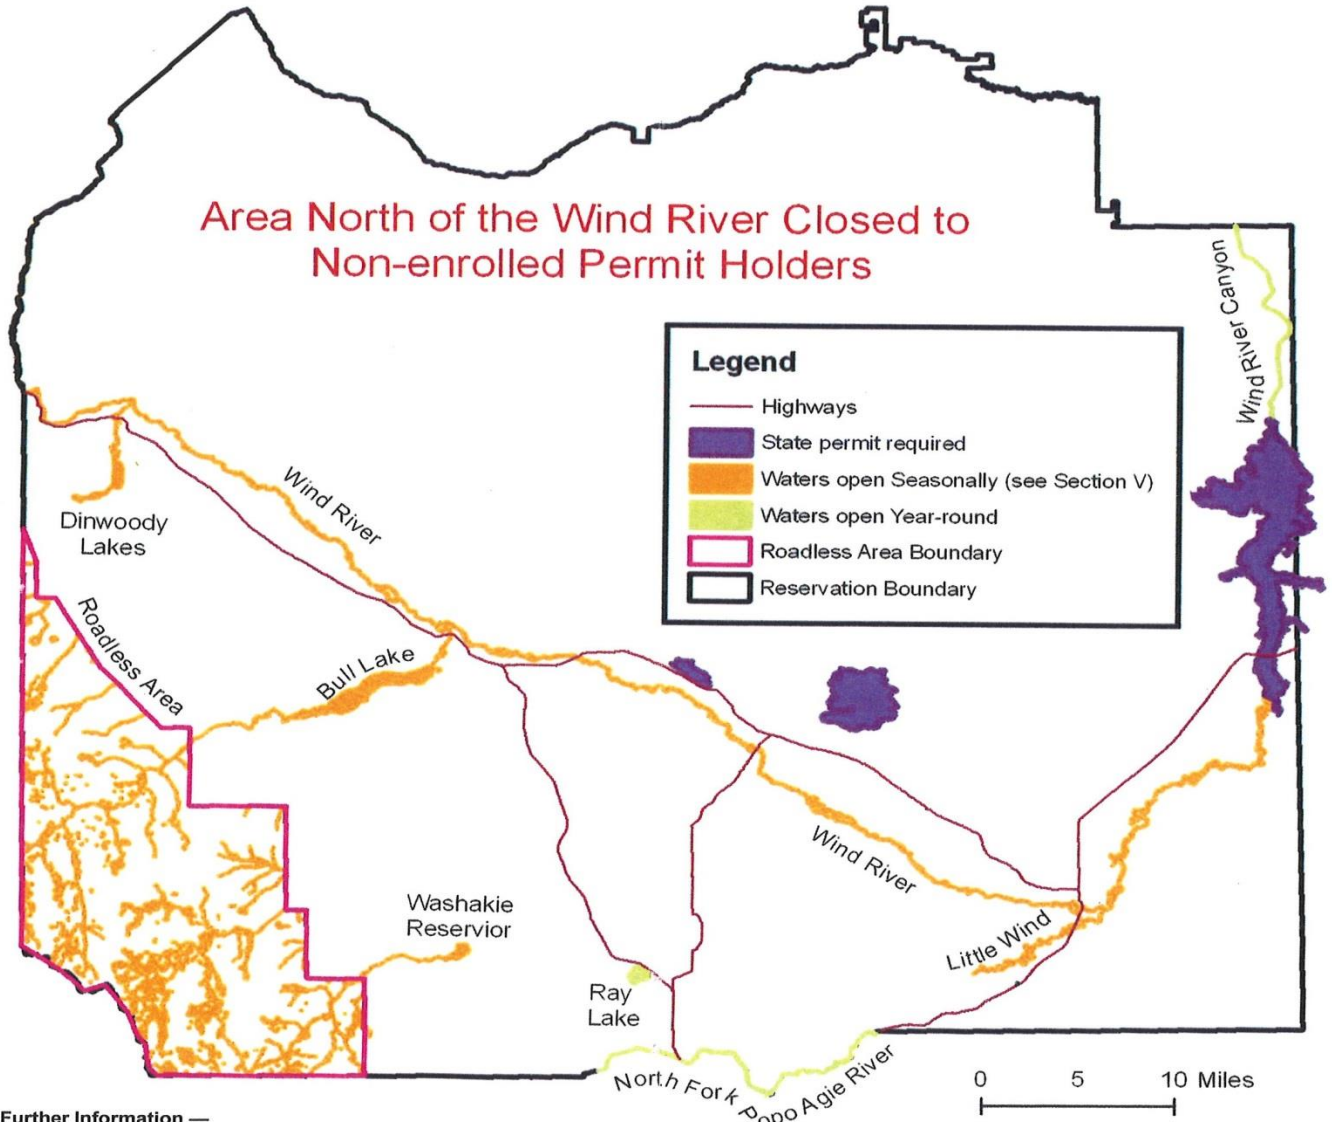 Area North of the Wind River Closed to
Non-enrolled Permit Holders
Wind River Canyon
Legend
Highways
State permit required
Waters open Seasonally (see Section V)
Waters open Year-round
Roadless Area Boundary
Reservation Boundary
Wind River
Dinwoody
Lakes
Roadless Area
Bull Lake
Wind River
Washakie
Reservior
Little Wind
Ray
Lake
North Fork Popo Agie River
0 5 10 Miles
Further Information —